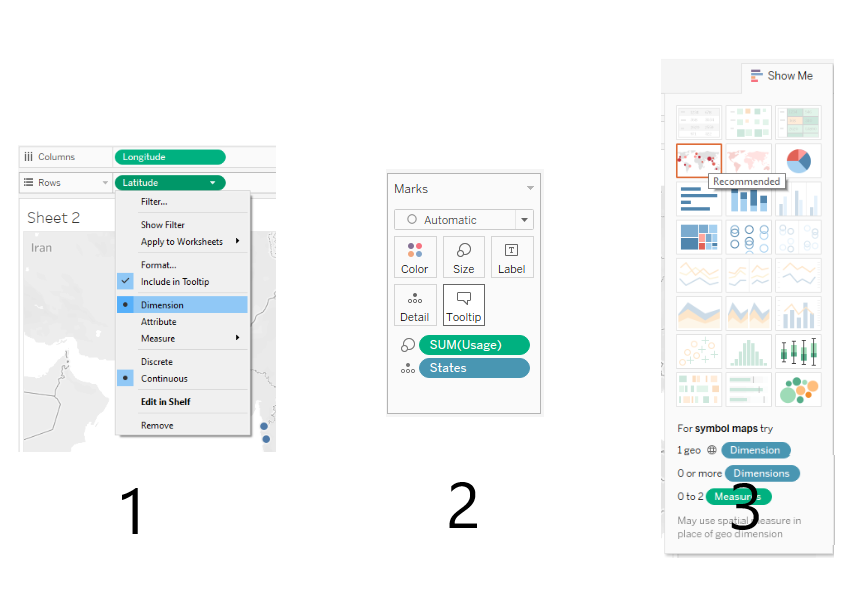 Columns
Longitude
Rows
Latitude
Sheet 2
Iran
Filter...
Show Filter
Apply to Worksheets
Format...
Include in Tooltip
Dimension
Attribute
Measure
Discrete
Continuous
Edit in Shelf
Remove
1
Marks
Automatic
Color Size Label
Detail Tooltip
SUM(Usage)
States
2
Show Me
Recommended
For symbol maps try
1 geo Dimension
0 or more Dimensions
0 to 2 Measures
May use spatial measure in
place of geo dimension
3